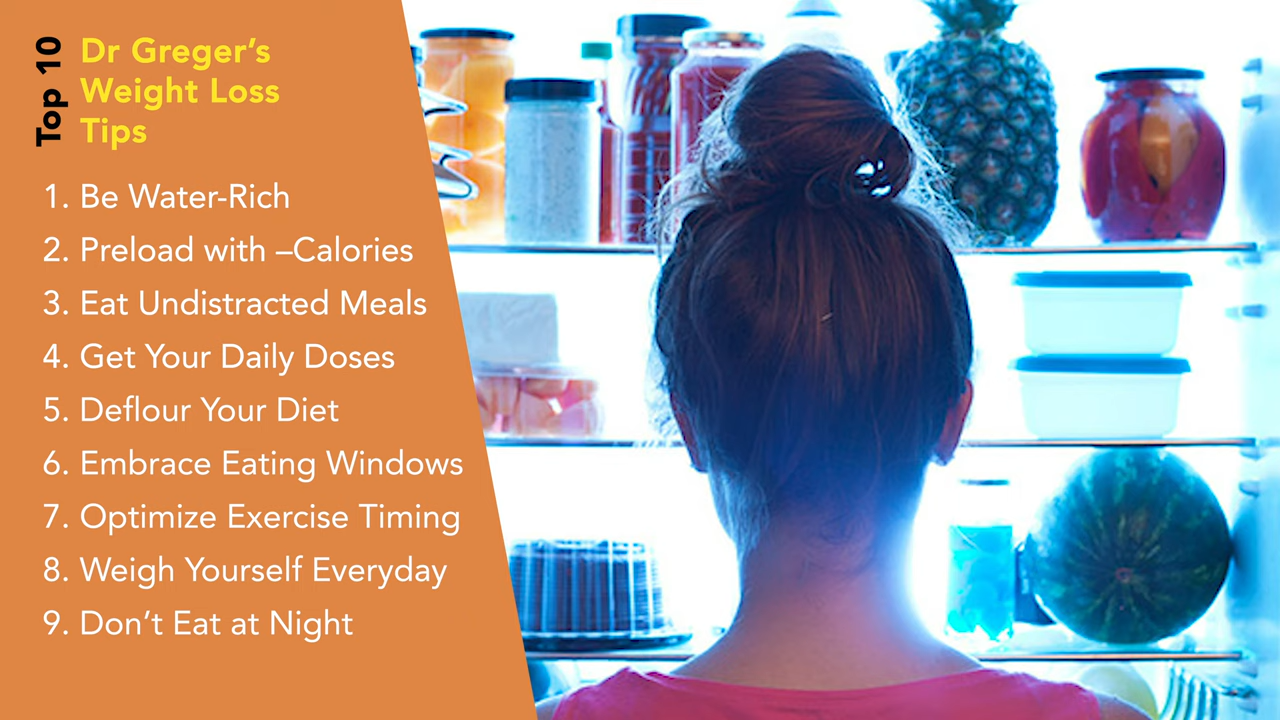 Top 10
Dr Greger’s
Weight Loss
Tips
1. Be Water-Rich
2. Preload with –Calories
3. Eat Undistracted Meals
4. Get Your Daily Doses
5. Deflour Your Diet
6. Embrace Eating Windows
7. Optimize Exercise Timing
8. Weigh Yourself Everyday
9. Don’t Eat at Night